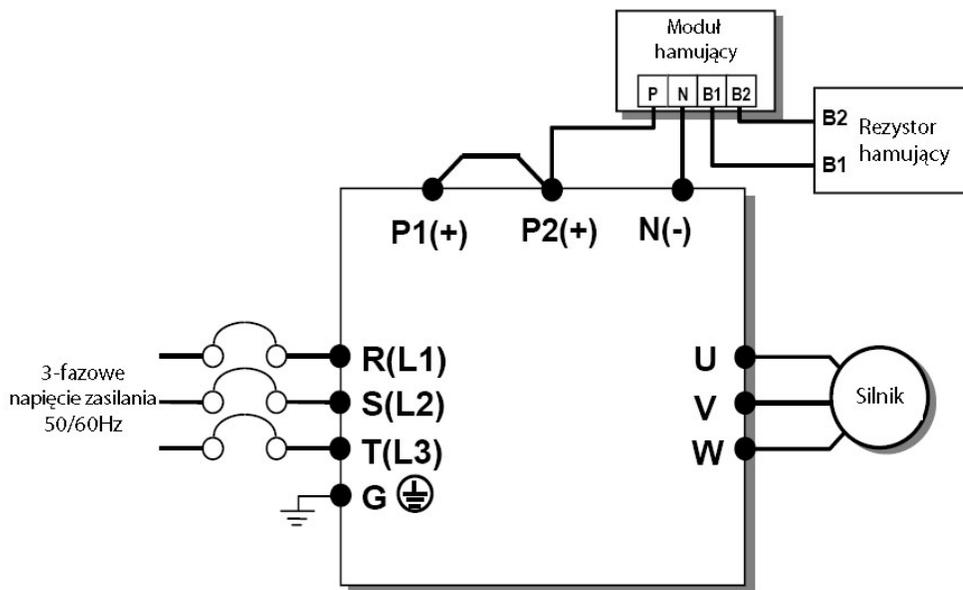 Moduł
hamujący
P N B1 B2
B2
Rezystor
hamujący
B1
P1(+) P2(+) N(-)
3-fazowe
napięcie zasilania
50/60Hz
R(L1)
S(L2)
T(L3)
G
U
V
W
Silnik